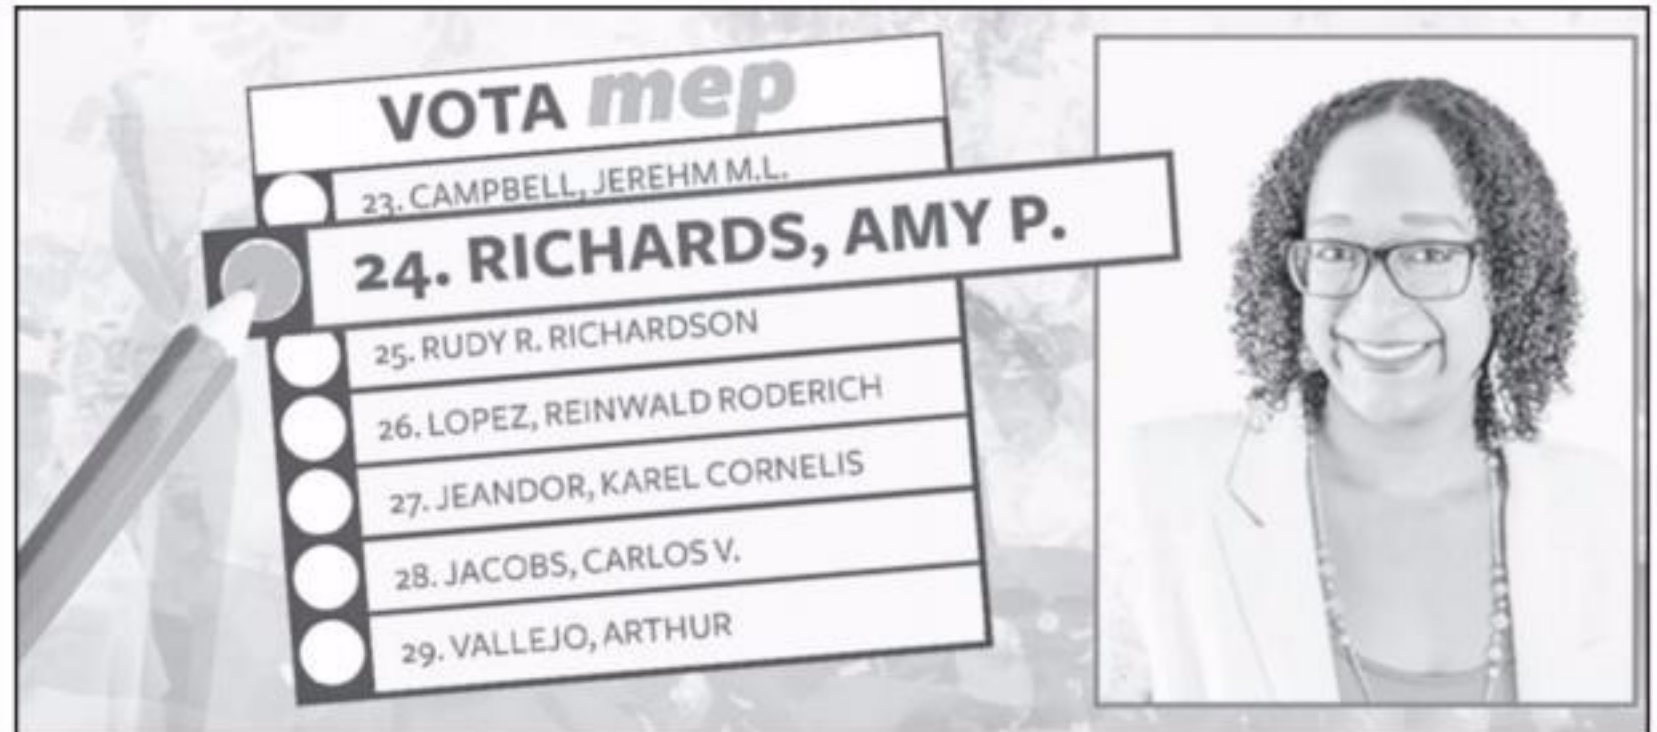 VOTA mep
23. CAMPBELL, JEREHM M.L.
24. RICHARDS, AMY P.
25. RUDY R. RICHARDSON
26. LOPEZ, REINWALD RODERICH
27. JEANDOR, KAREL CORNELIS
28. JACOBS, CARLOS V.
29. VALLEJO, ARTHUR